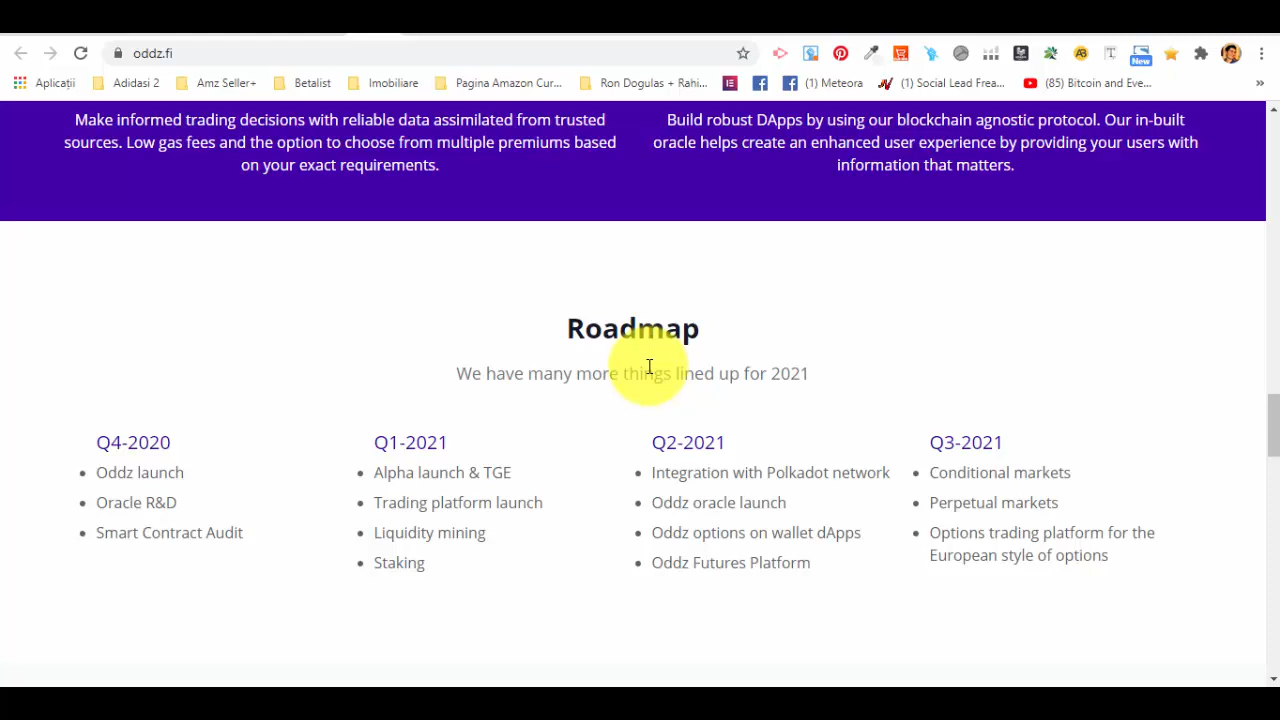 oddz.fi
New
Aplicații
Adidasi 2
Amz Seller+
Betalist
Imobiliare
Pagina Amazon Cur...
Ron Dogulas + Rahi...
(1) Meteora
(1) Social Lead Frea...
(85) Bitcoin and Eve...
»
Make informed trading decisions with reliable data assimilated from trusted
sources. Low gas fees and the option to choose from multiple premiums based
on your exact requirements.
Build robust DApps by using our blockchain agnostic protocol. Our in-built
oracle helps create an enhanced user experience by providing your users with
information that matters.
Roadmap
We have many more things lined up for 2021
Q4-2020
• Oddz launch
• Oracle R&D
• Smart Contract Audit
Q1-2021
• Alpha launch & TGE
• Trading platform launch
• Liquidity mining
• Staking
Q2-2021
• Integration with Polkadot network
• Oddz oracle launch
• Oddz options on wallet dApps
• Oddz Futures Platform
Q3-2021
• Conditional markets
• Perpetual markets
• Options trading platform for the
European style of options